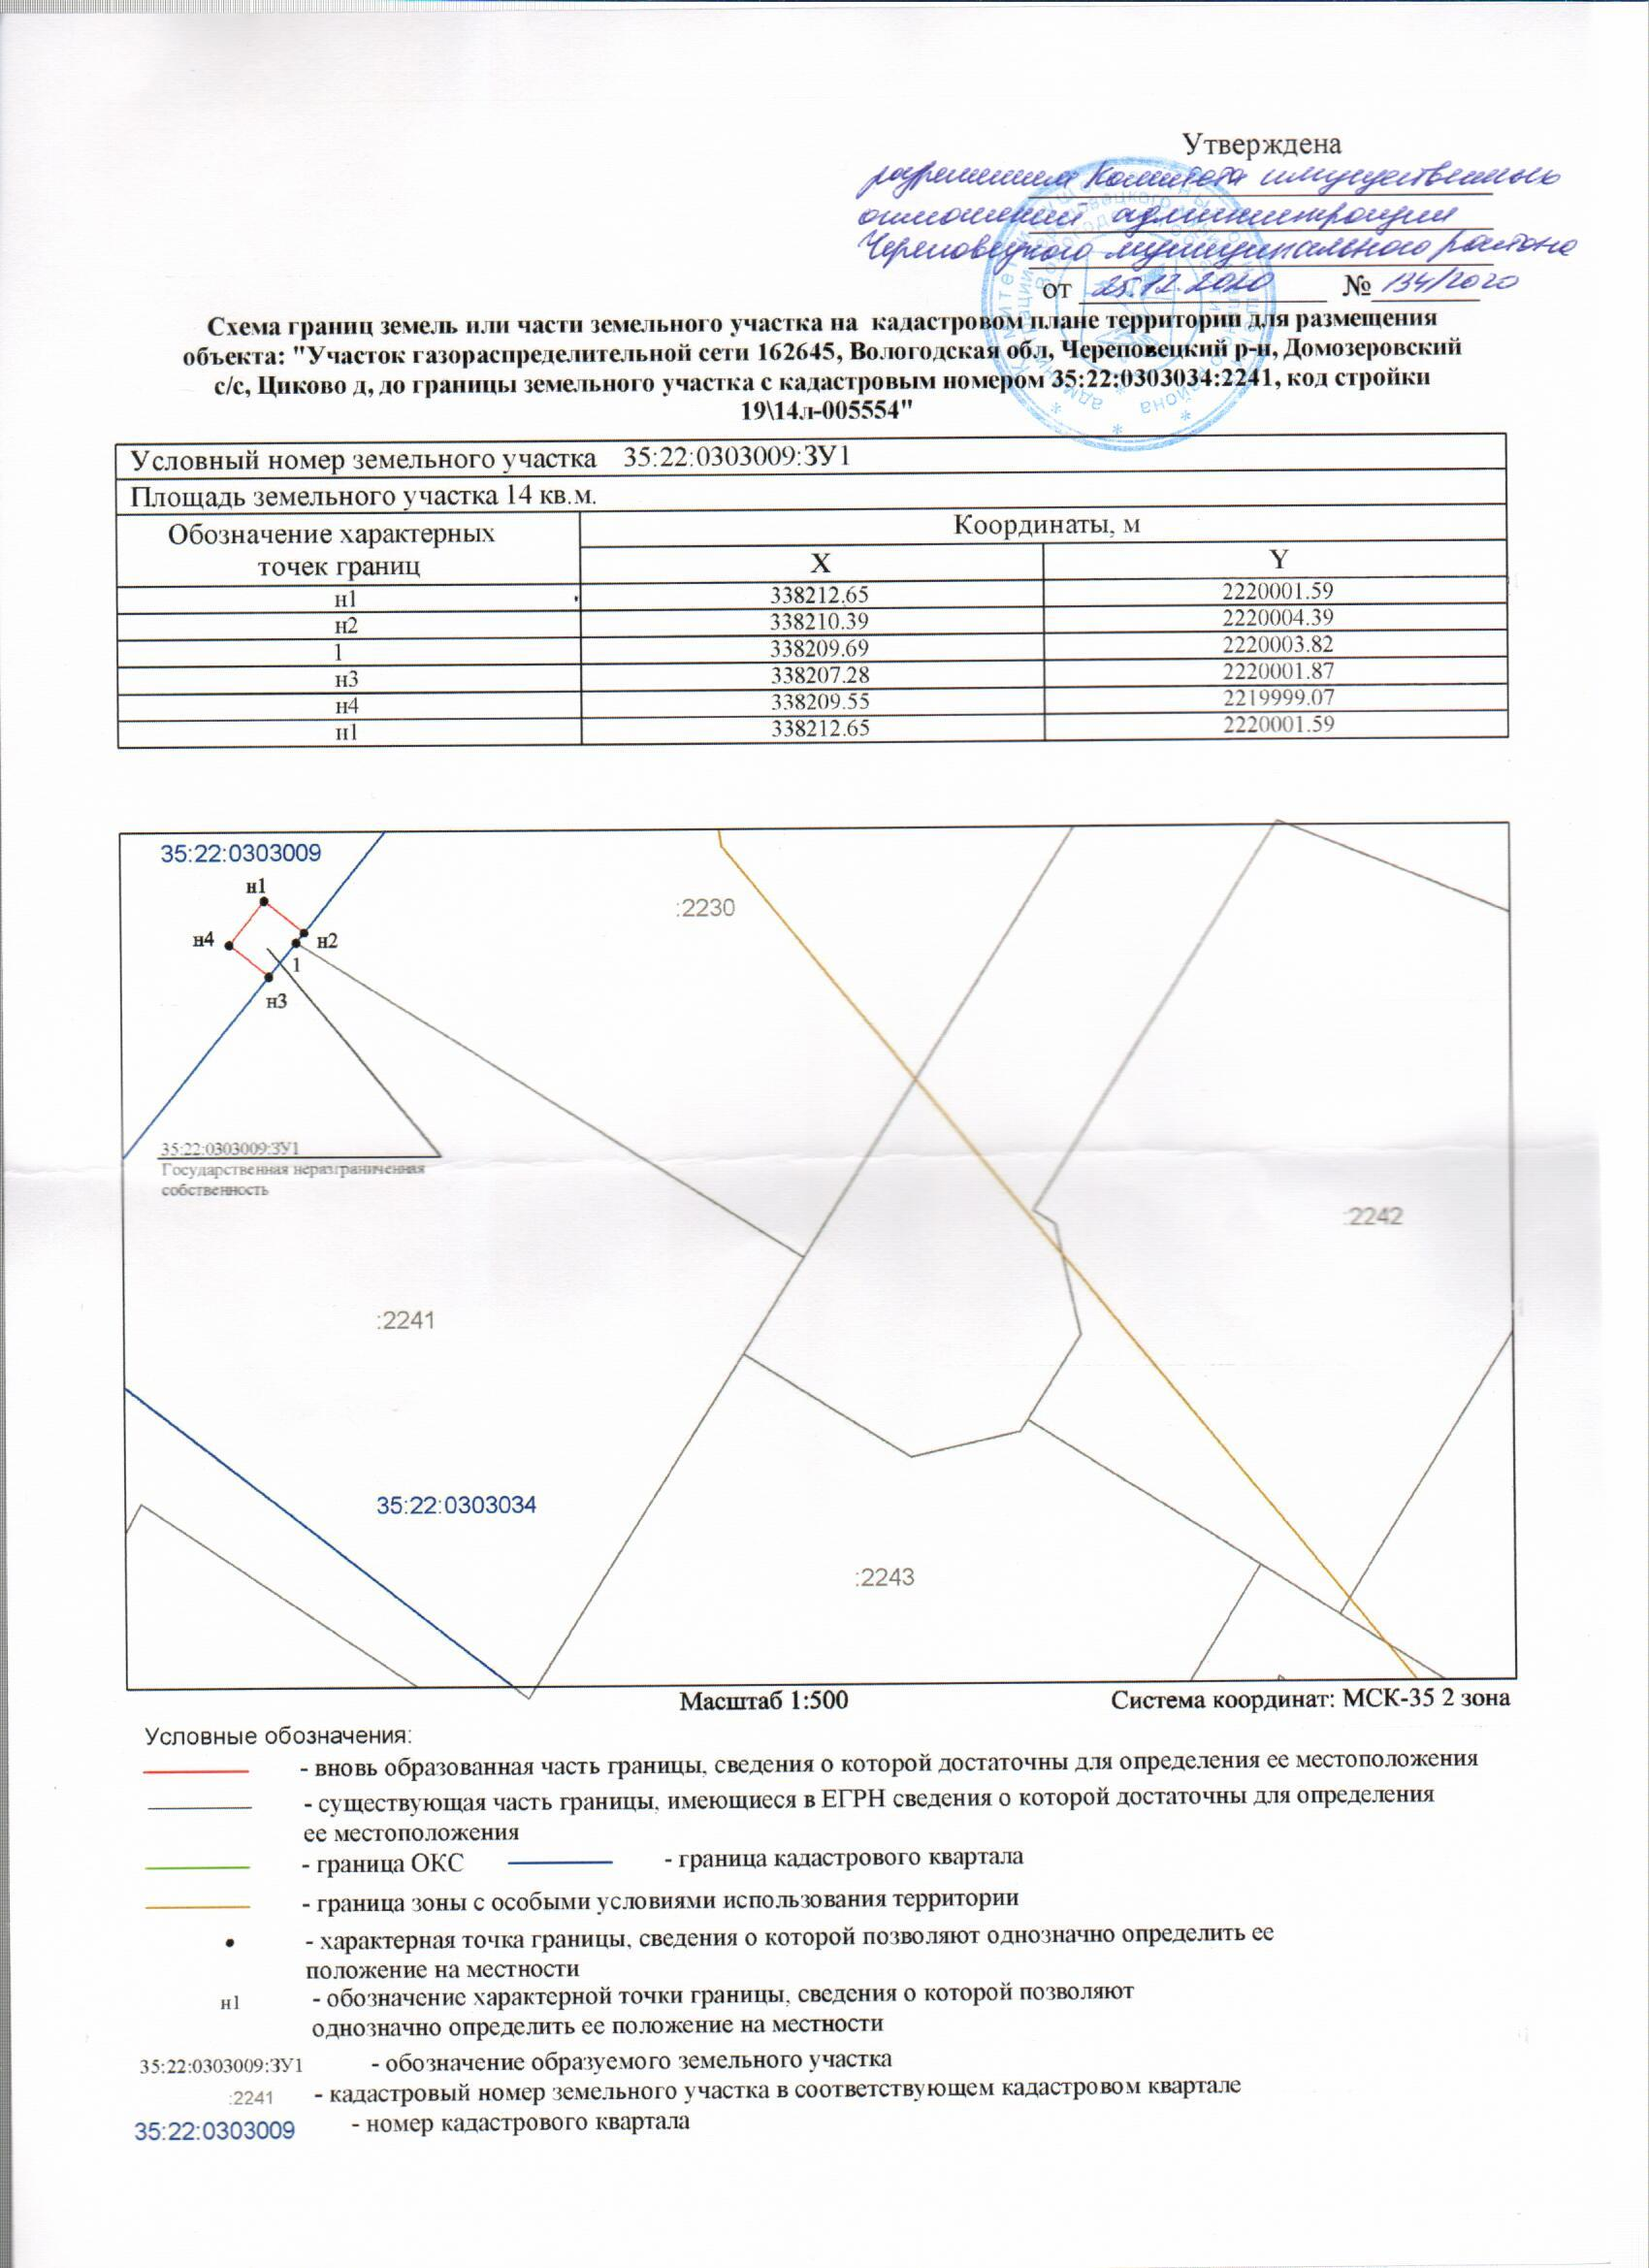 Утверждена
разрешением Комитета имущественных
отношений администрации
Череповецкого муниципального района
от 25.12.2020 № 134/2020
Схема границ земель или части земельного участка на кадастровом плане территории для размещения
объекта: "Участок газораспределительной сети 162645, Вологодская обл, Череповецкий р-н, Домозеровский
с/с, Циково д, до границы земельного участка с кадастровым номером 35:22:0303034:2241, код стройки
19\14л-005554"
Условный номер земельного участка 35:22:0303009:ЗУ1
Площадь земельного участка 14 кв.м.
Обозначение характерных точек границ
Координаты, м
X Y
н1 338212.65 2220001.59
н2 338210.39 2220004.39
1 338209.69 2220003.82
н3 338207.28 2220001.87
н4 338209.55 2219999.07
н1 338212.65 2220001.59
35:22:0303009
н1
:2230
н4
н2
1
н3
35:22:0303009:ЗУ1
Государственная неразграниченная
собственность
:2242
:2241
35:22:0303034
:2243
Масштаб 1:500 Система координат: МСК-35 2 зона
Условные обозначения:
- вновь образованная часть границы, сведения о которой достаточны для определения ее местоположения
- существующая часть границы, имеющиеся в ЕГРН сведения о которой достаточны для определения
ее местоположения
- граница ОКС - граница кадастрового квартала
- граница зоны с особыми условиями использования территории
- характерная точка границы, сведения о которой позволяют однозначно определить ее
положение на местности
н1 - обозначение характерной точки границы, сведения о которой позволяют
однозначно определить ее положение на местности
35:22:0303009:ЗУ1 - обозначение образуемого земельного участка
:2241 - кадастровый номер земельного участка в соответствующем кадастровом квартале
35:22:0303009 - номер кадастрового квартала